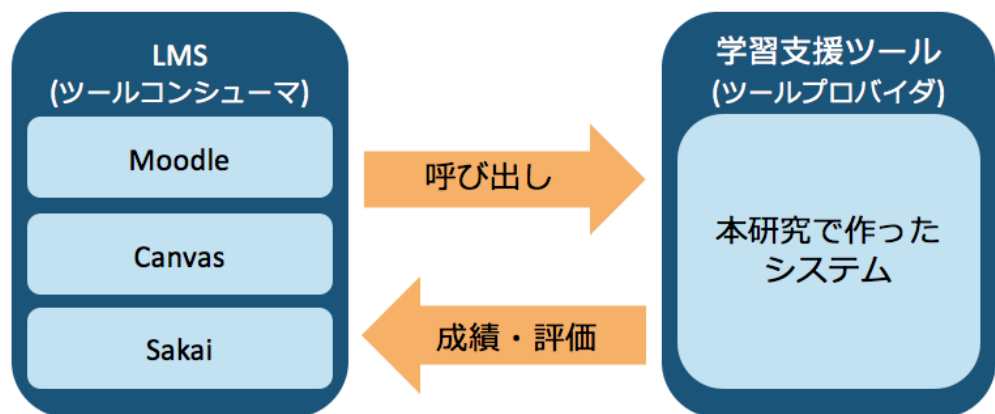 LMS
(ツールコンシューマ)
Moodle
Canvas
Sakai
呼び出し
成績・評価
学習支援ツール
(ツールプロバイダ)
本研究で作った
システム